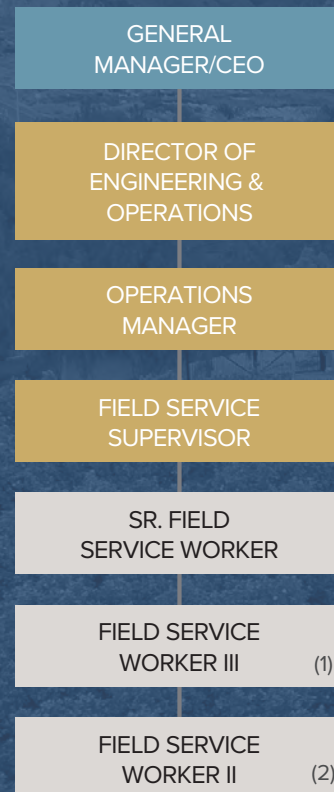 GENERAL
MANAGER/CEO
DIRECTOR OF
ENGINEERING &
OPERATIONS
OPERATIONS
MANAGER
FIELD SERVICE
SUPERVISOR
SR. FIELD
SERVICE WORKER
FIELD SERVICE
WORKER III (1)
FIELD SERVICE
WORKER II (2)